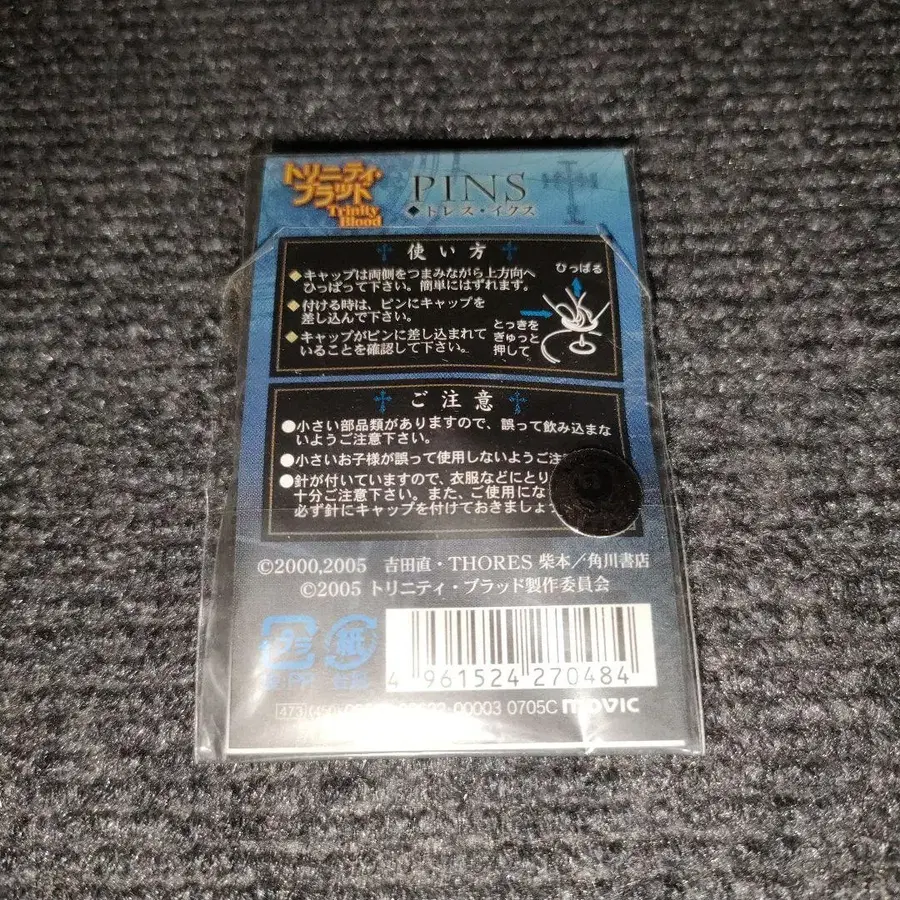 トリニティ・
ブラッド
Trinity
Blood
PINS
◆トレス・イクス
使い方
◆キャップは両側をつまみながら上方向へ
ひっぱって下さい。簡単にはずれます。
◆付ける時は、ピンにキャップを
差し込んで下さい。
◆キャップがピンに差し込まれて
いることを確認して下さい。
ひっぱる
とっきを
ぎゅっと
押して
ご注意
●小さい部品類がありますので、誤って飲み込まな
いようご注意下さい。
●小さいお子様が誤って使用しないようご注
●針が付いていますので、衣服などにとり
十分ご注意下さい。また、ご使用にな
必ず針にキャップを付けておきましょう
©2000,2005 吉田直・THORES 柴本／角川書店
©2005 トリニティ・ブラッド製作委員会
プラ
紙
4 961524 270484
473 (450) 00003 0705C movic